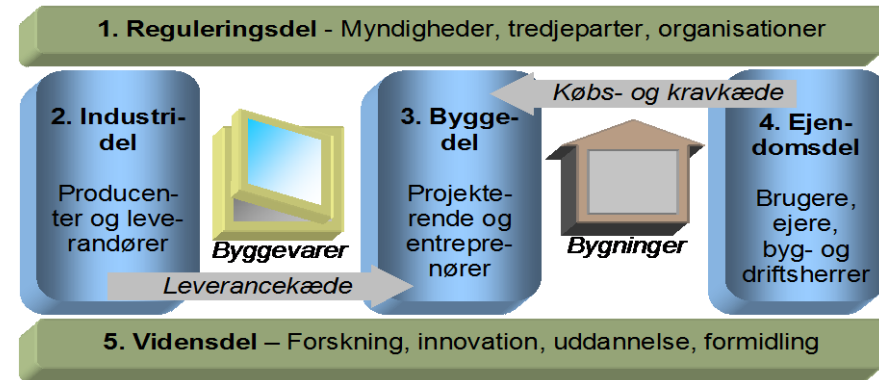 1. Reguleringsdel - Myndigheder, tredjeparter, organisationer
2. Industri-
del
Producen-
ter og leve-
randører
Byggevarer
Leverancekæde
3. Bygge-
del
Projekte-
rende og
entrepre-
nører
Købs- og kravkæde
Bygninger
4. Ejen-
domsdel
Brugere,
ejere,
byg- og
driftsherrer
5. Vidensdel – Forskning, innovation, uddannelse, formidling